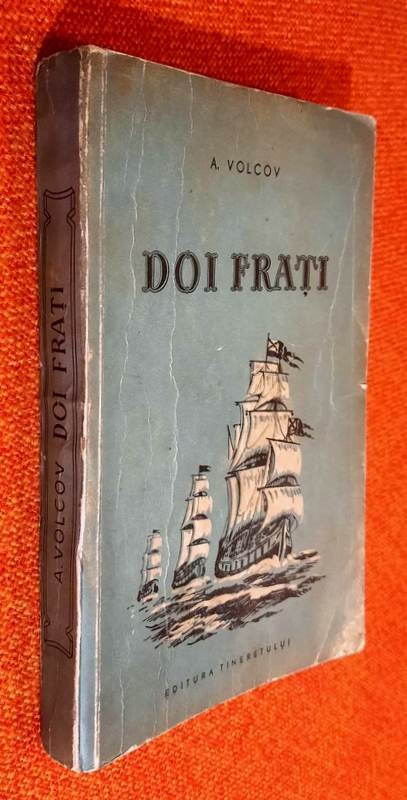 A. VOLCOV
DOI FRAȚI
EDITURA TINERETULUI
A. VOLCOV DOI FRAȚI